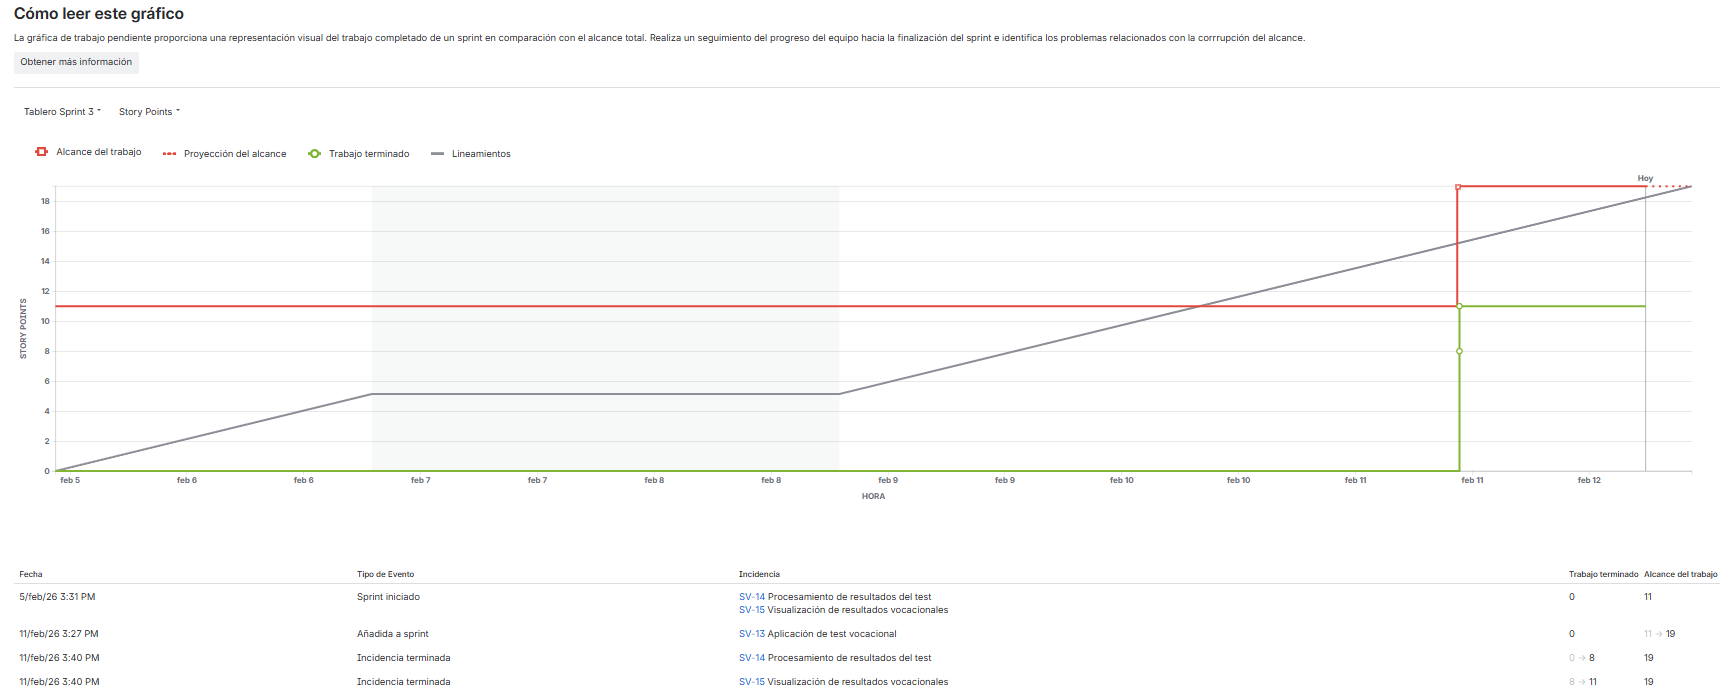 Cómo leer este gráfico
La gráfica de trabajo pendiente proporciona una representación visual del trabajo completado de un sprint en comparación con el alcance total. Realiza un seguimiento del progreso del equipo hacia la finalización del sprint e identifica los problemas relacionados con la corrrupción del alcance.
Obtener más información
Tablero Sprint 3 Story Points
Alcance del trabajo Proyección del alcance Trabajo terminado Lineamientos
Hoy
18
16
14
12
10
8
6
4
2
0
STORY POINTS
feb 5 feb 6 feb 6 feb 7 feb 7 feb 8 feb 8 feb 9 feb 9 feb 10 feb 10 feb 11 feb 11 feb 12
HORA
Fecha Tipo de Evento Incidencia Trabajo terminado Alcance del trabajo
5/feb/26 3:31 PM Sprint iniciado SV-14 Procesamiento de resultados del test 0 11
SV-15 Visualización de resultados vocacionales
11/feb/26 3:27 PM Añadida a sprint SV-13 Aplicación de test vocacional 0 11 → 19
11/feb/26 3:40 PM Incidencia terminada SV-14 Procesamiento de resultados del test 0 → 8 19
11/feb/26 3:40 PM Incidencia terminada SV-15 Visualización de resultados vocacionales 8 → 11 19